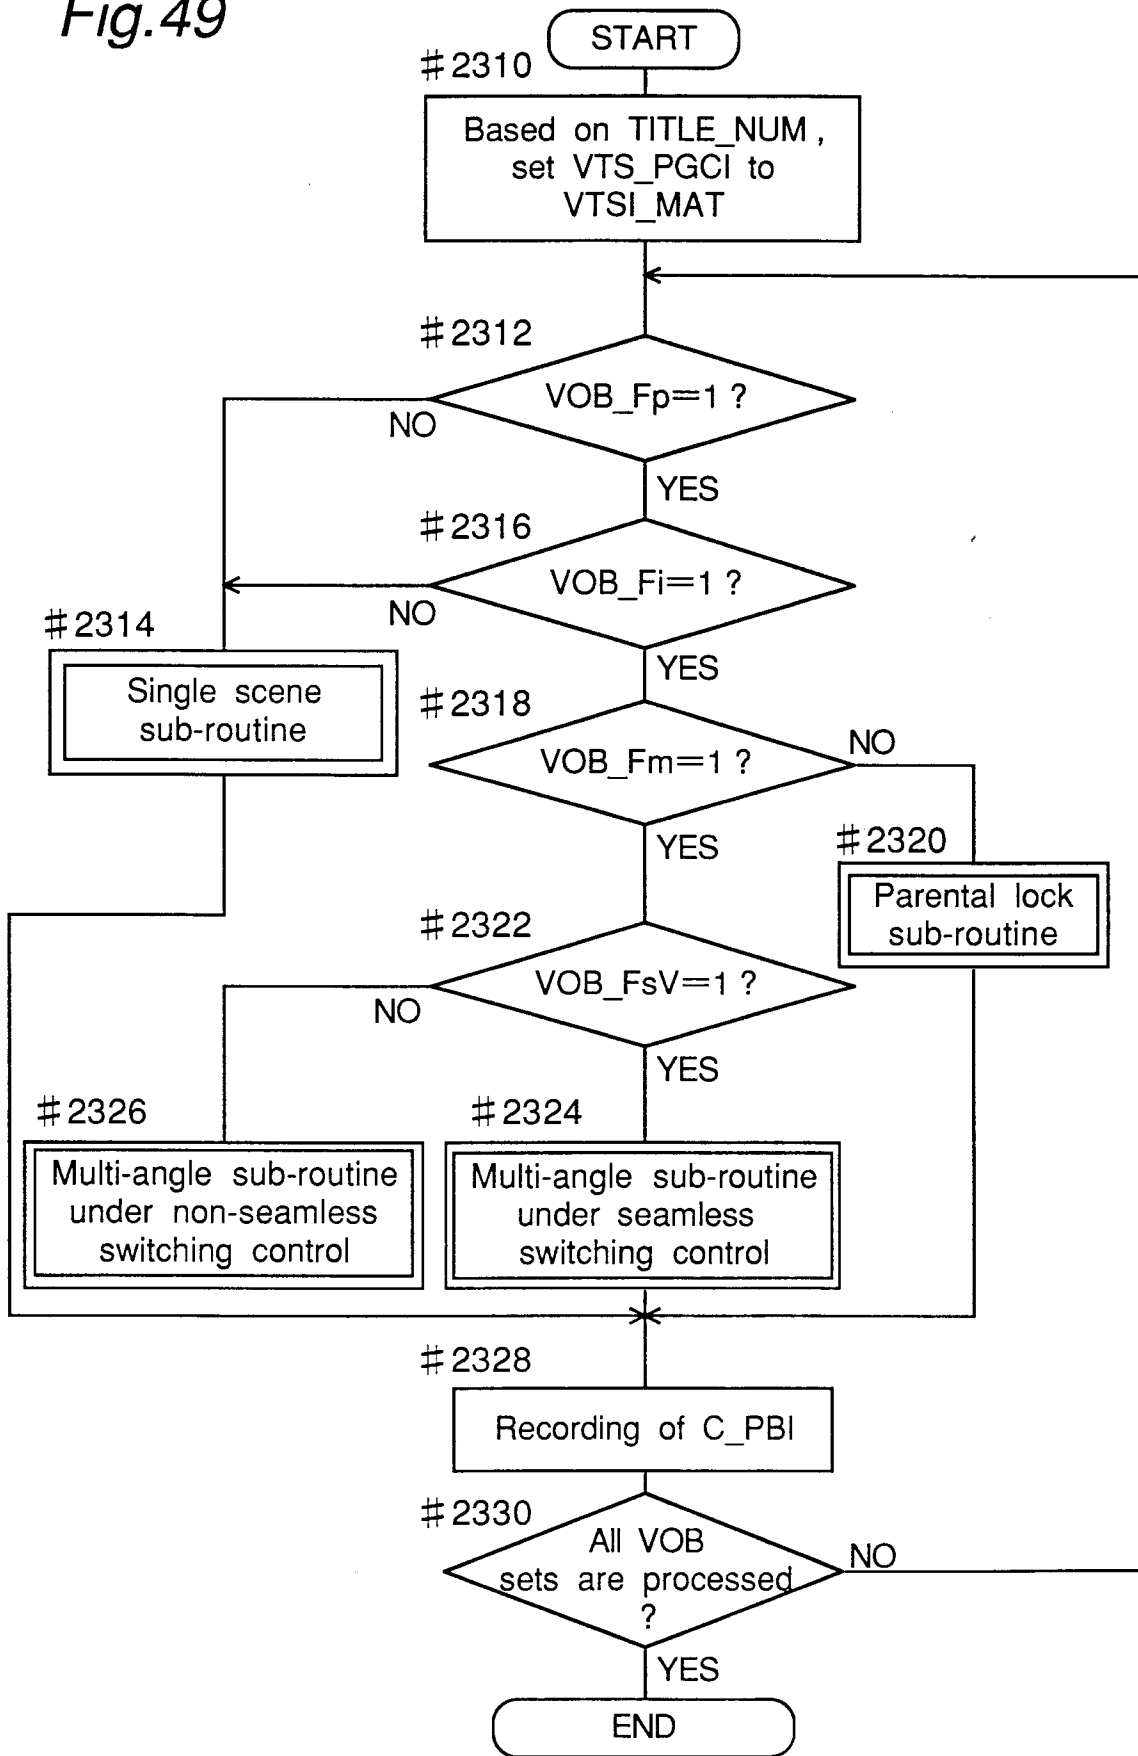 Fig.49
START
#2310
Based on TITLE_NUM ,
set VTS_PGCI to
VTSI_MAT
#2312
VOB_Fp=1 ?
NO
YES
#2316
VOB_Fi=1 ?
NO
YES
#2314
Single scene
sub-routine
#2318
VOB_Fm=1 ?
NO
YES
#2320
Parental lock
sub-routine
#2322
VOB_FsV=1 ?
NO
YES
#2326
Multi-angle sub-routine
under non-seamless
switching control
#2324
Multi-angle sub-routine
under seamless
switching control
#2328
Recording of C_PBI
#2330
All VOB
sets are processed
?
NO
YES
END